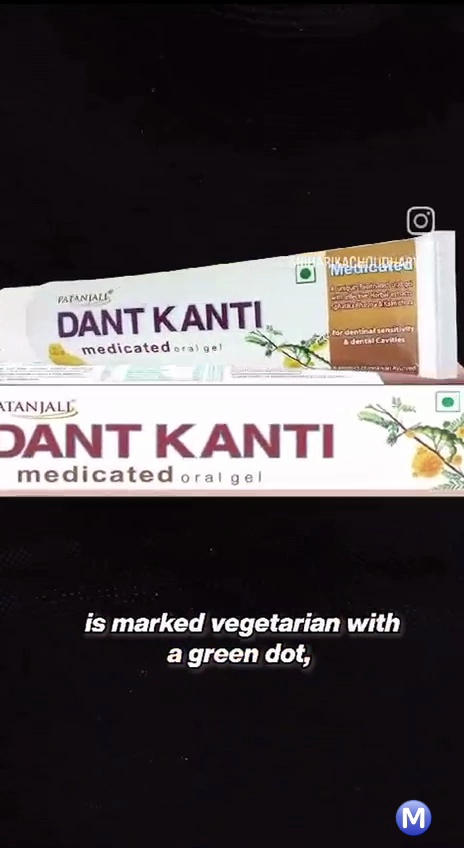 Medicated
PATANJALI
DANT KANTI
medicated oral gel
for dentinal sensitivity
& dental Cavities
PATANJALI
DANT KANTI
medicated oral gel
is marked vegetarian with
a green dot,
M